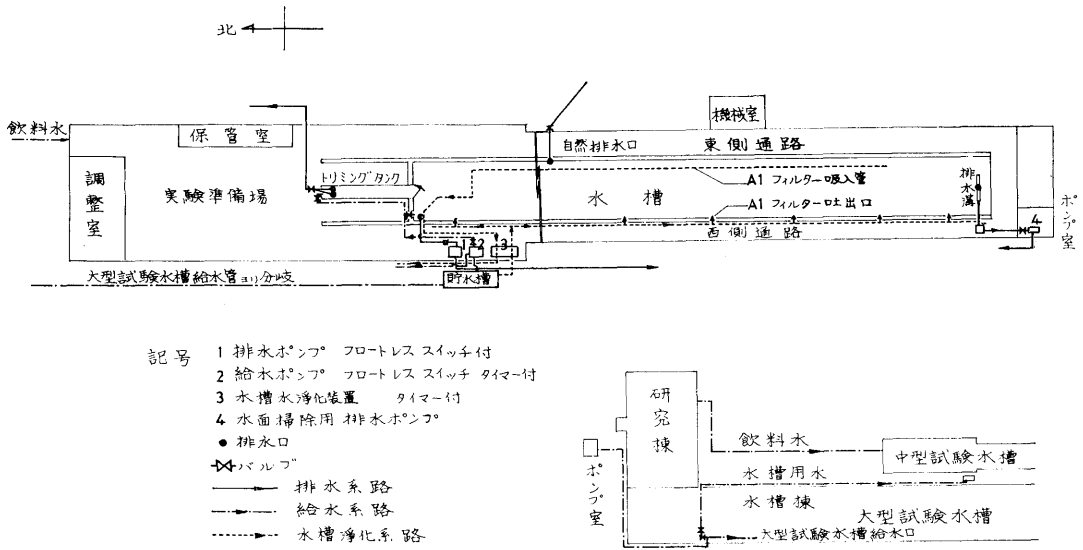 北
飲料水
保管室
調整室
実験準備場
トリミングタンク
自然排水口
機械室
東側通路
水槽
A1 フィルター吸入管
A1 フィルター吐出口
排水溝
西側通路
ポンプ室
4
1
2
3
大型試験水槽給水管ヨリ分岐
貯水槽
記号
1 排水ポンプ フロートレススイッチ付
2 給水ポンプ フロートレススイッチ タイマー付
3 水槽水浄化装置 タイマー付
4 水面掃除用排水ポンプ
排水口
バルブ
排水系路
給水系路
水槽浄化系路
研究棟
ポンプ室
飲料水
中型試験水槽
水槽用水
水槽棟
大型試験水槽
大型試験水槽給水口